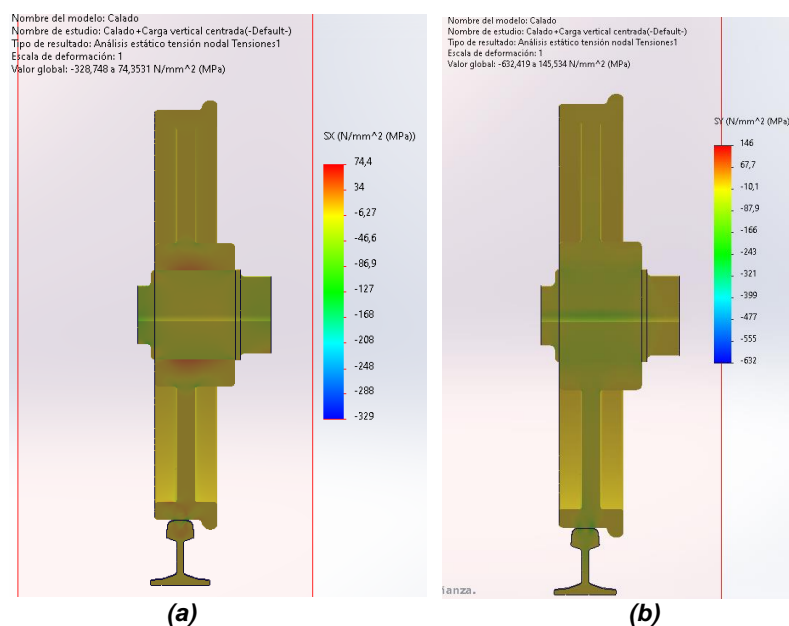 Nombre del modelo: Calado
Nombre de estudio: Calado+Carga vertical centrada(-Default-)
Tipo de resultado: Análisis estático tensión nodal Tensiones1
Escala de deformación: 1
Valor global: -328,748 a 74,3531 N/mm^2 (MPa)
SX (N/mm^2 (MPa))
74,4
34
-6,27
-46,6
-86,9
-127
-168
-208
-248
-288
-329
(a)
Nombre del modelo: Calado
Nombre de estudio: Calado+Carga vertical centrada(-Default-)
Tipo de resultado: Análisis estático tensión nodal Tensiones1
Escala de deformación: 1
Valor global: -632,419 a 145,534 N/mm^2 (MPa)
SY (N/mm^2 (MPa))
146
67,7
-10,1
-87,9
-166
-243
-321
-399
-477
-555
-632
ianza.
(b)